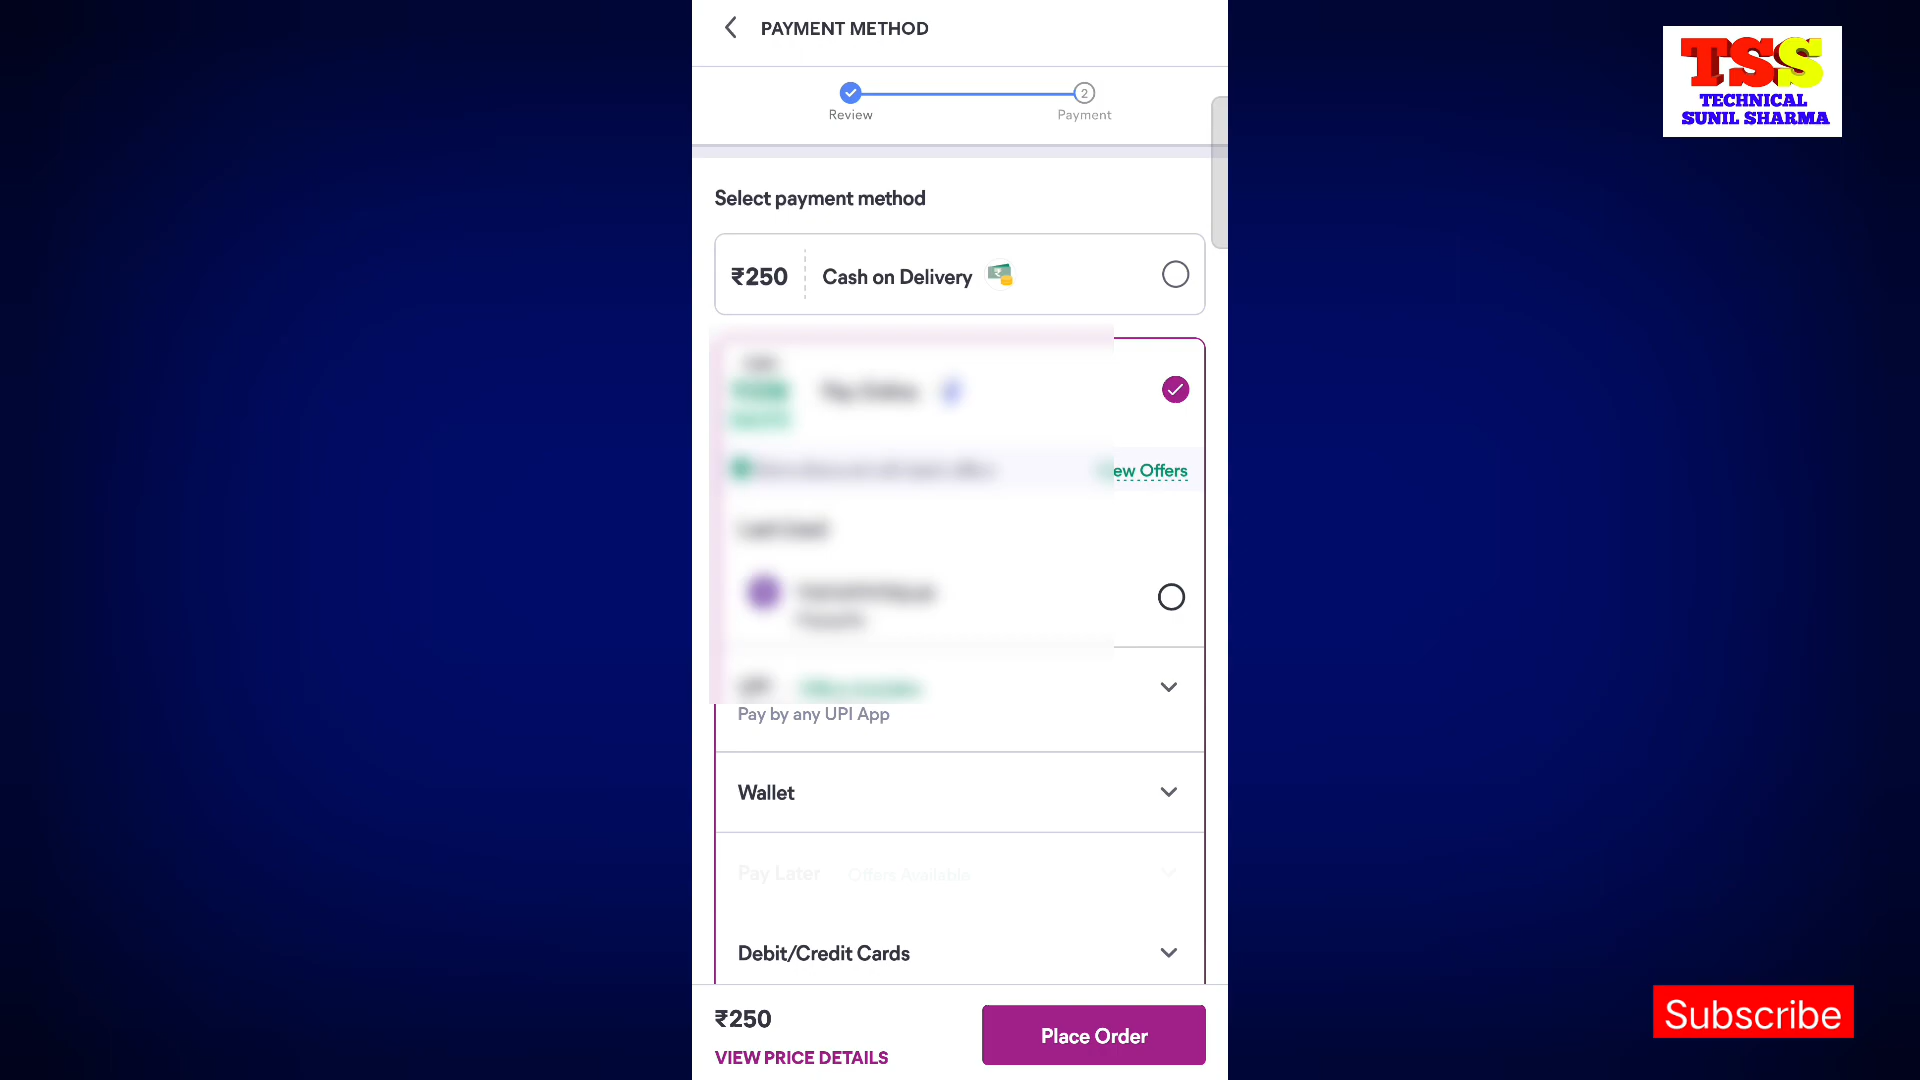 PAYMENT METHOD
TSS
TECHNICAL
SUNIL SHARMA
2
Review
Payment
Select payment method
₹250
Cash on Delivery
ew Offers
Pay by any UPI App
Wallet
Pay Later
Offers Available
Debit/Credit Cards
₹250
VIEW PRICE DETAILS
Place Order
Subscribe